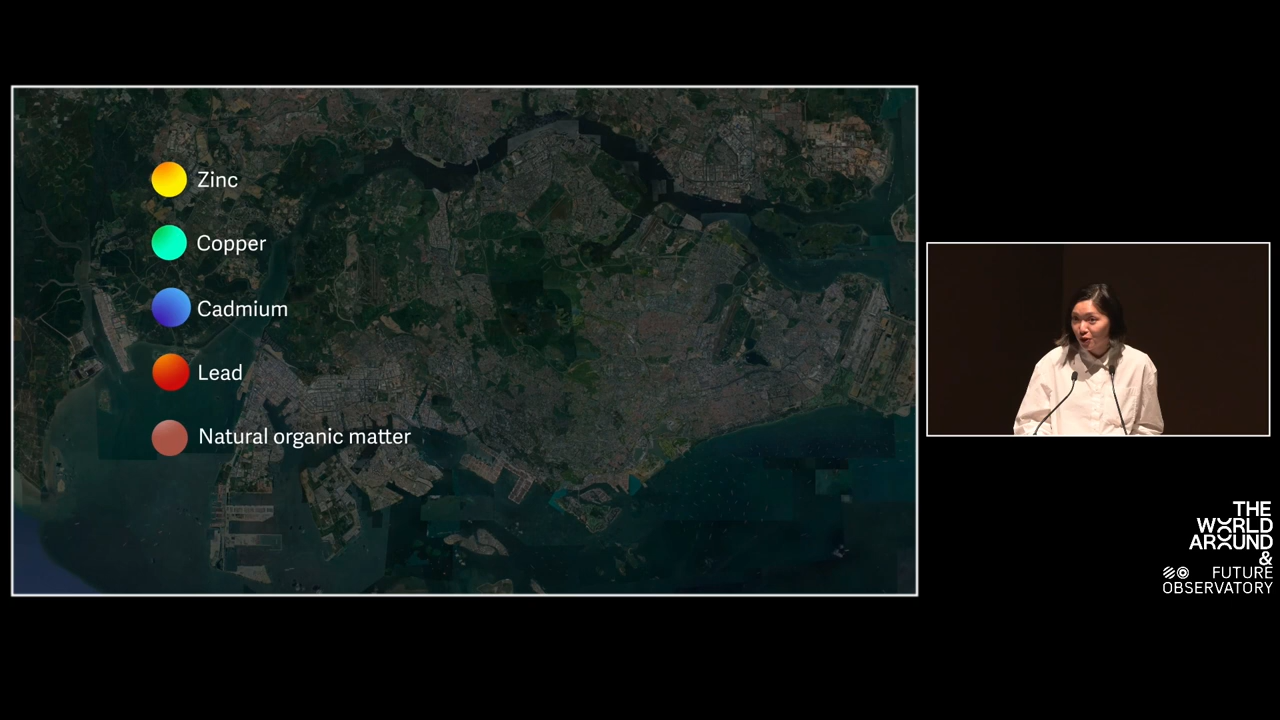 Zinc
Copper
Cadmium
Lead
Natural organic matter
THE
WORLD
AROUND
&
FUTURE
OBSERVATORY